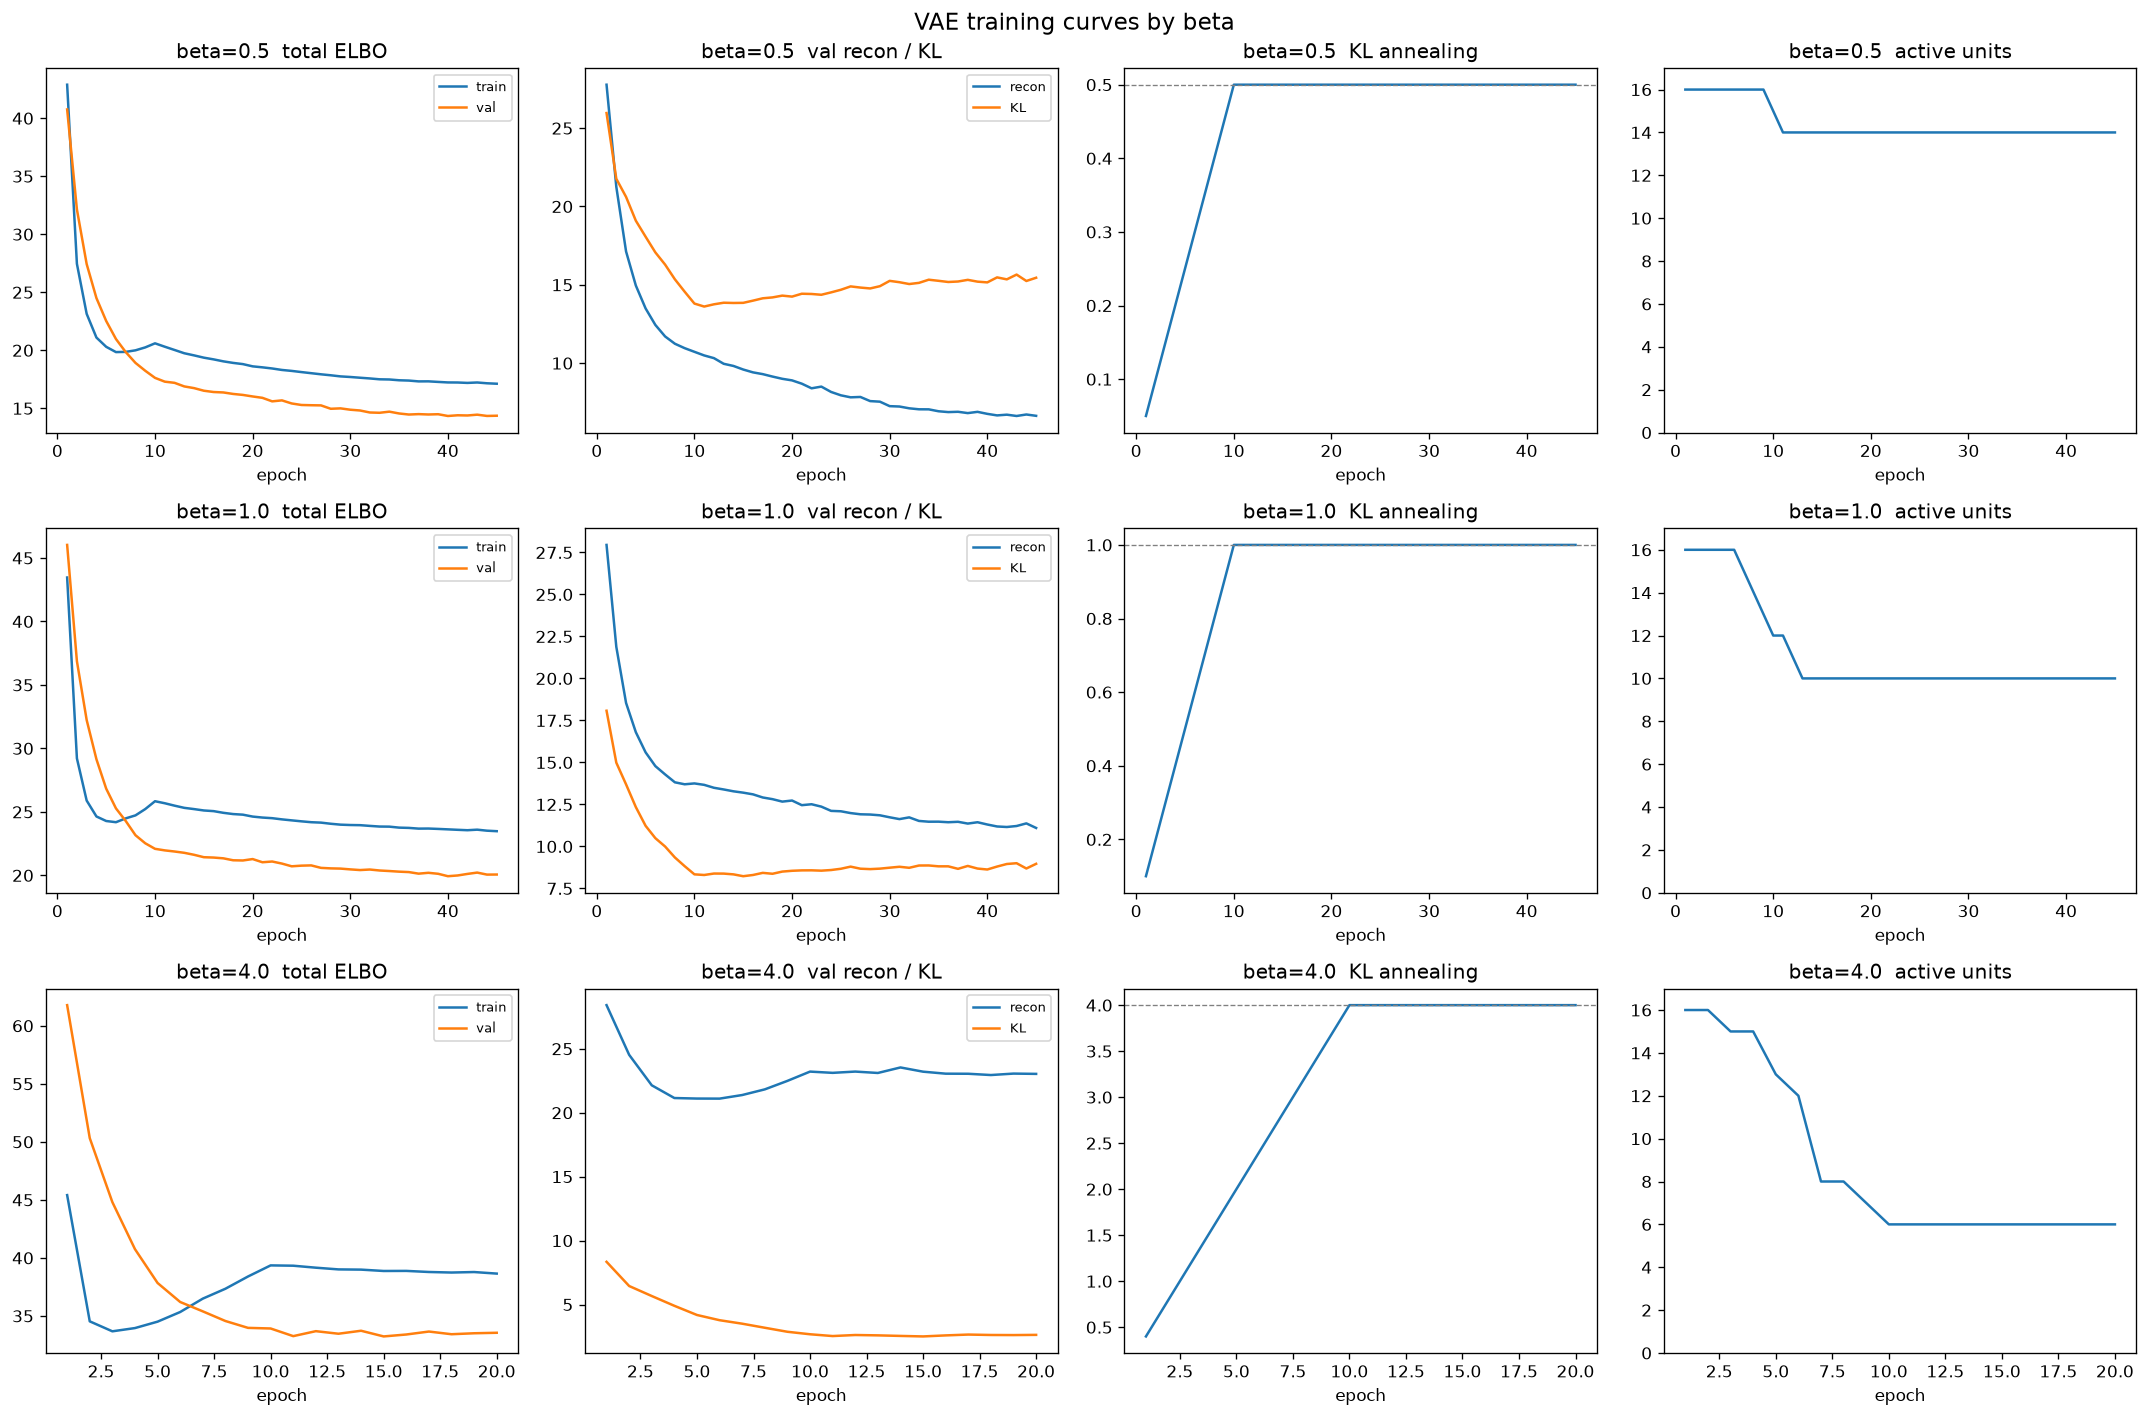 VAE training curves by beta
beta=0.5  total ELBO
40
35
30
25
20
15
train
val
0 10 20 30 40
epoch
beta=0.5  val recon / KL
25
20
15
10
recon
KL
0 10 20 30 40
epoch
beta=0.5  KL annealing
0.5
0.4
0.3
0.2
0.1
0 10 20 30 40
epoch
beta=0.5  active units
16
14
12
10
8
6
4
2
0
0 10 20 30 40
epoch
beta=1.0  total ELBO
45
40
35
30
25
20
train
val
0 10 20 30 40
epoch
beta=1.0  val recon / KL
27.5
25.0
22.5
20.0
17.5
15.0
12.5
10.0
7.5
recon
KL
0 10 20 30 40
epoch
beta=1.0  KL annealing
1.0
0.8
0.6
0.4
0.2
0 10 20 30 40
epoch
beta=1.0  active units
16
14
12
10
8
6
4
2
0
0 10 20 30 40
epoch
beta=4.0  total ELBO
60
55
50
45
40
35
train
val
2.5 5.0 7.5 10.0 12.5 15.0 17.5 20.0
epoch
beta=4.0  val recon / KL
25
20
15
10
5
recon
KL
2.5 5.0 7.5 10.0 12.5 15.0 17.5 20.0
epoch
beta=4.0  KL annealing
4.0
3.5
3.0
2.5
2.0
1.5
1.0
0.5
2.5 5.0 7.5 10.0 12.5 15.0 17.5 20.0
epoch
beta=4.0  active units
16
14
12
10
8
6
4
2
0
2.5 5.0 7.5 10.0 12.5 15.0 17.5 20.0
epoch